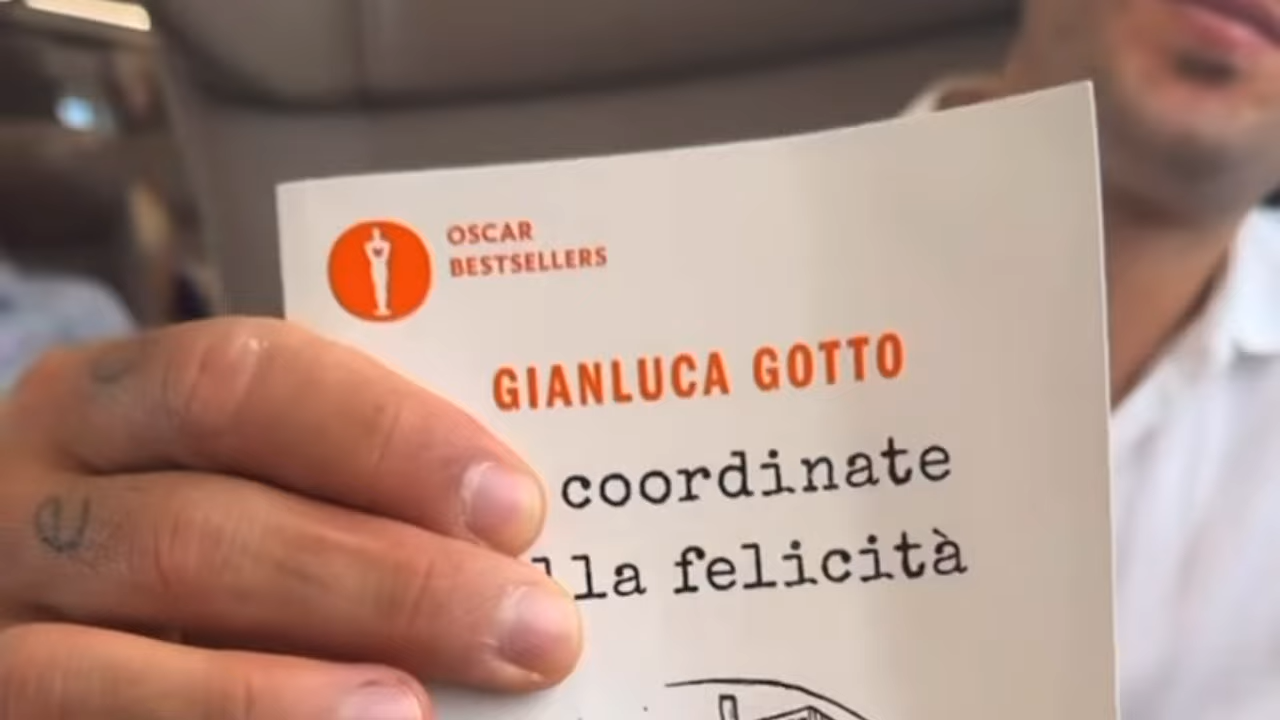 OSCAR
BESTSELLERS
GIANLUCA GOTTO
coordinate
lla felicità
e